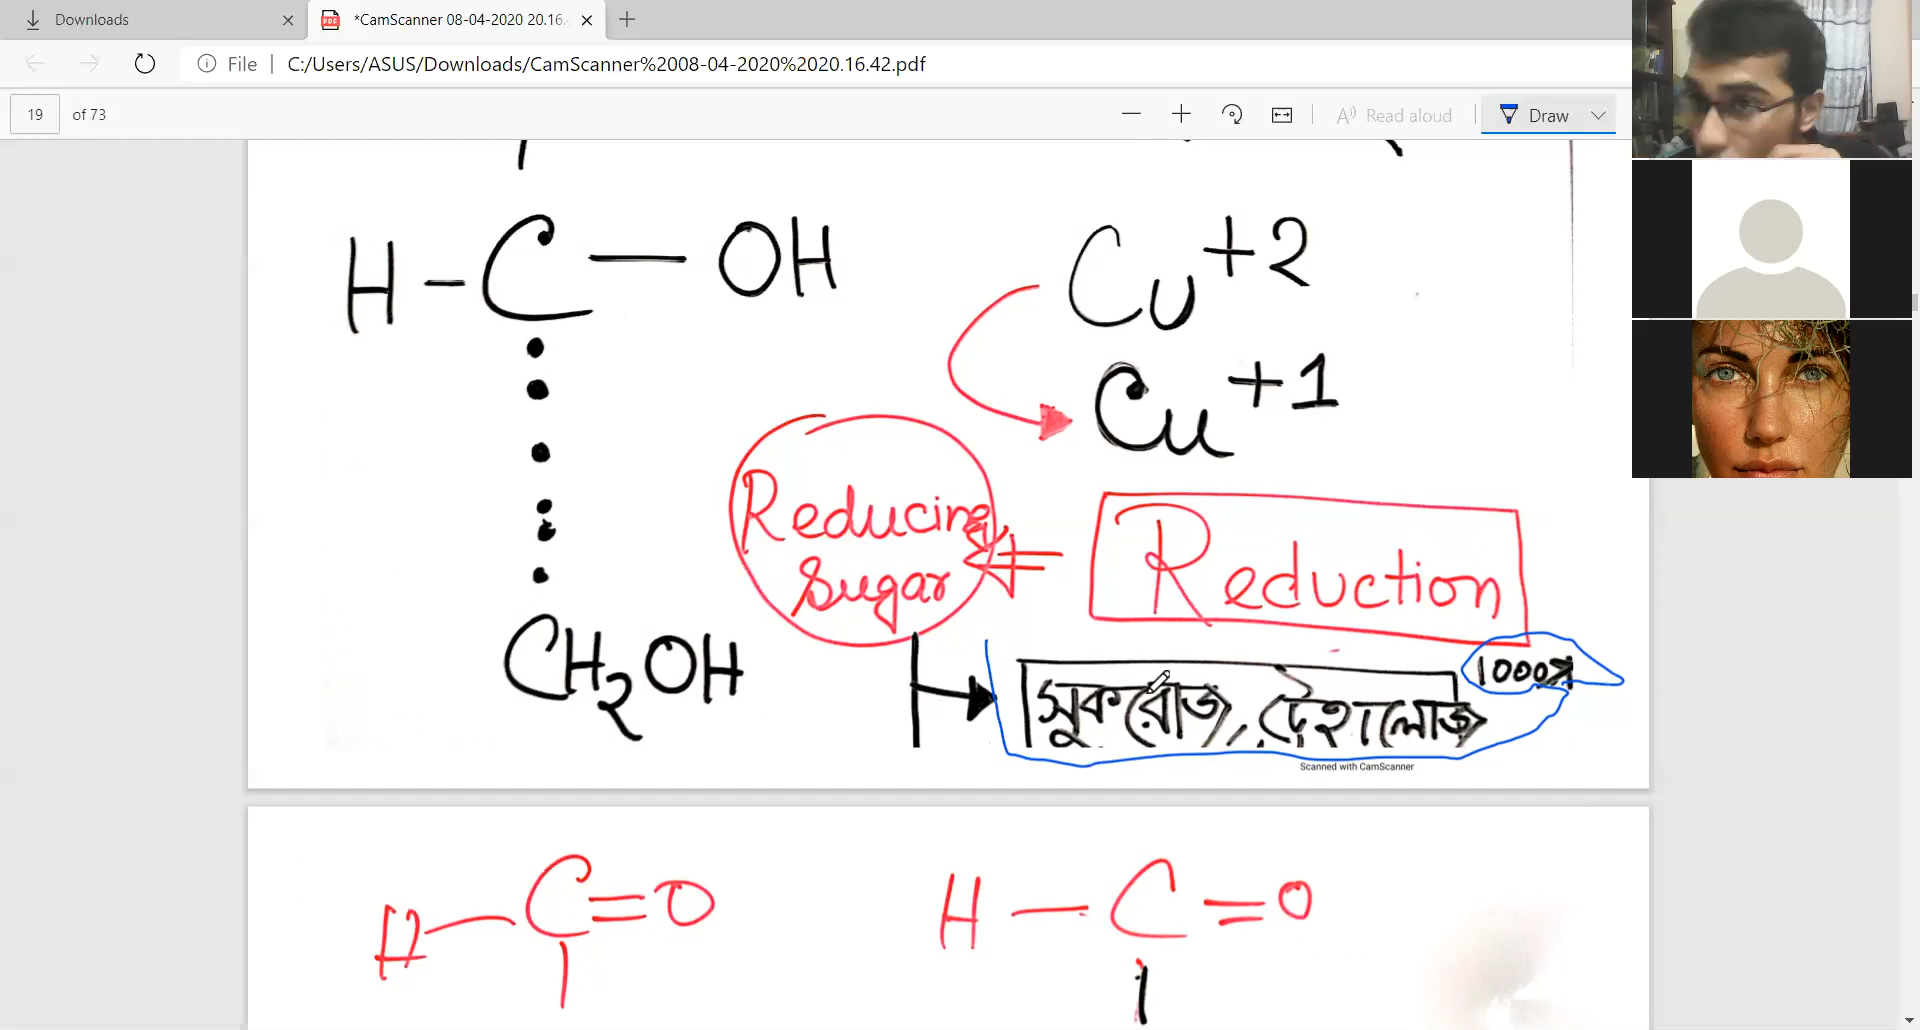 Downloads
*CamScanner 08-04-2020 20.16.
File
C:/Users/ASUS/Downloads/CamScanner%2008-04-2020%2020.16.42.pdf
19 of 73
Read aloud
Draw
H - C — OH
Cu+2
Cu+1
Reducing
Sugar
Reduction
CH2OH
সুকরোজ, ট্রেহালোজ
Scanned with CamScanner
H — C = O
H — C = O